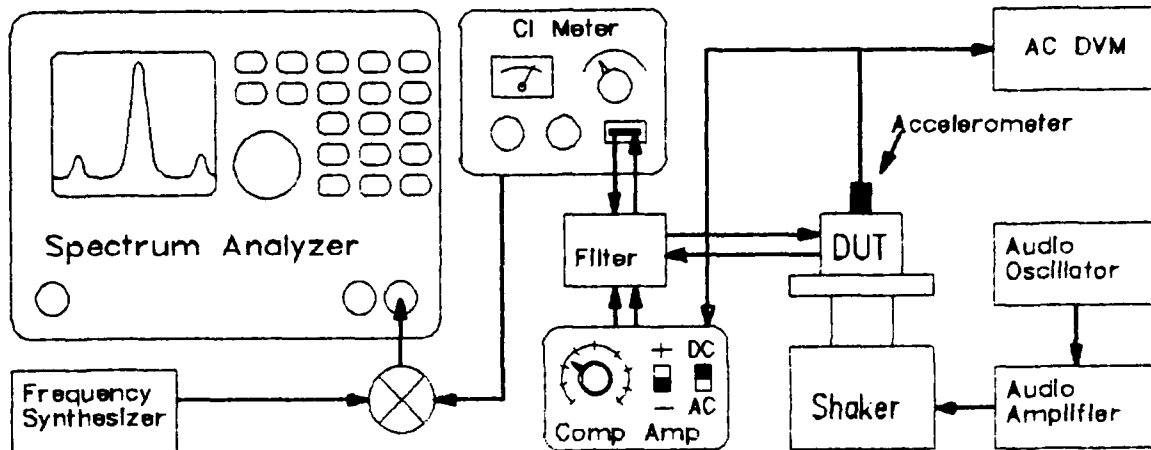 CI Meter
AC DVM
Accelerometer
Spectrum Analyzer
Filter
DUT
Audio
Oscillator
+ DC
- AC
Comp Amp
Frequency
Synthesizer
Shaker
Audio
Amplifier